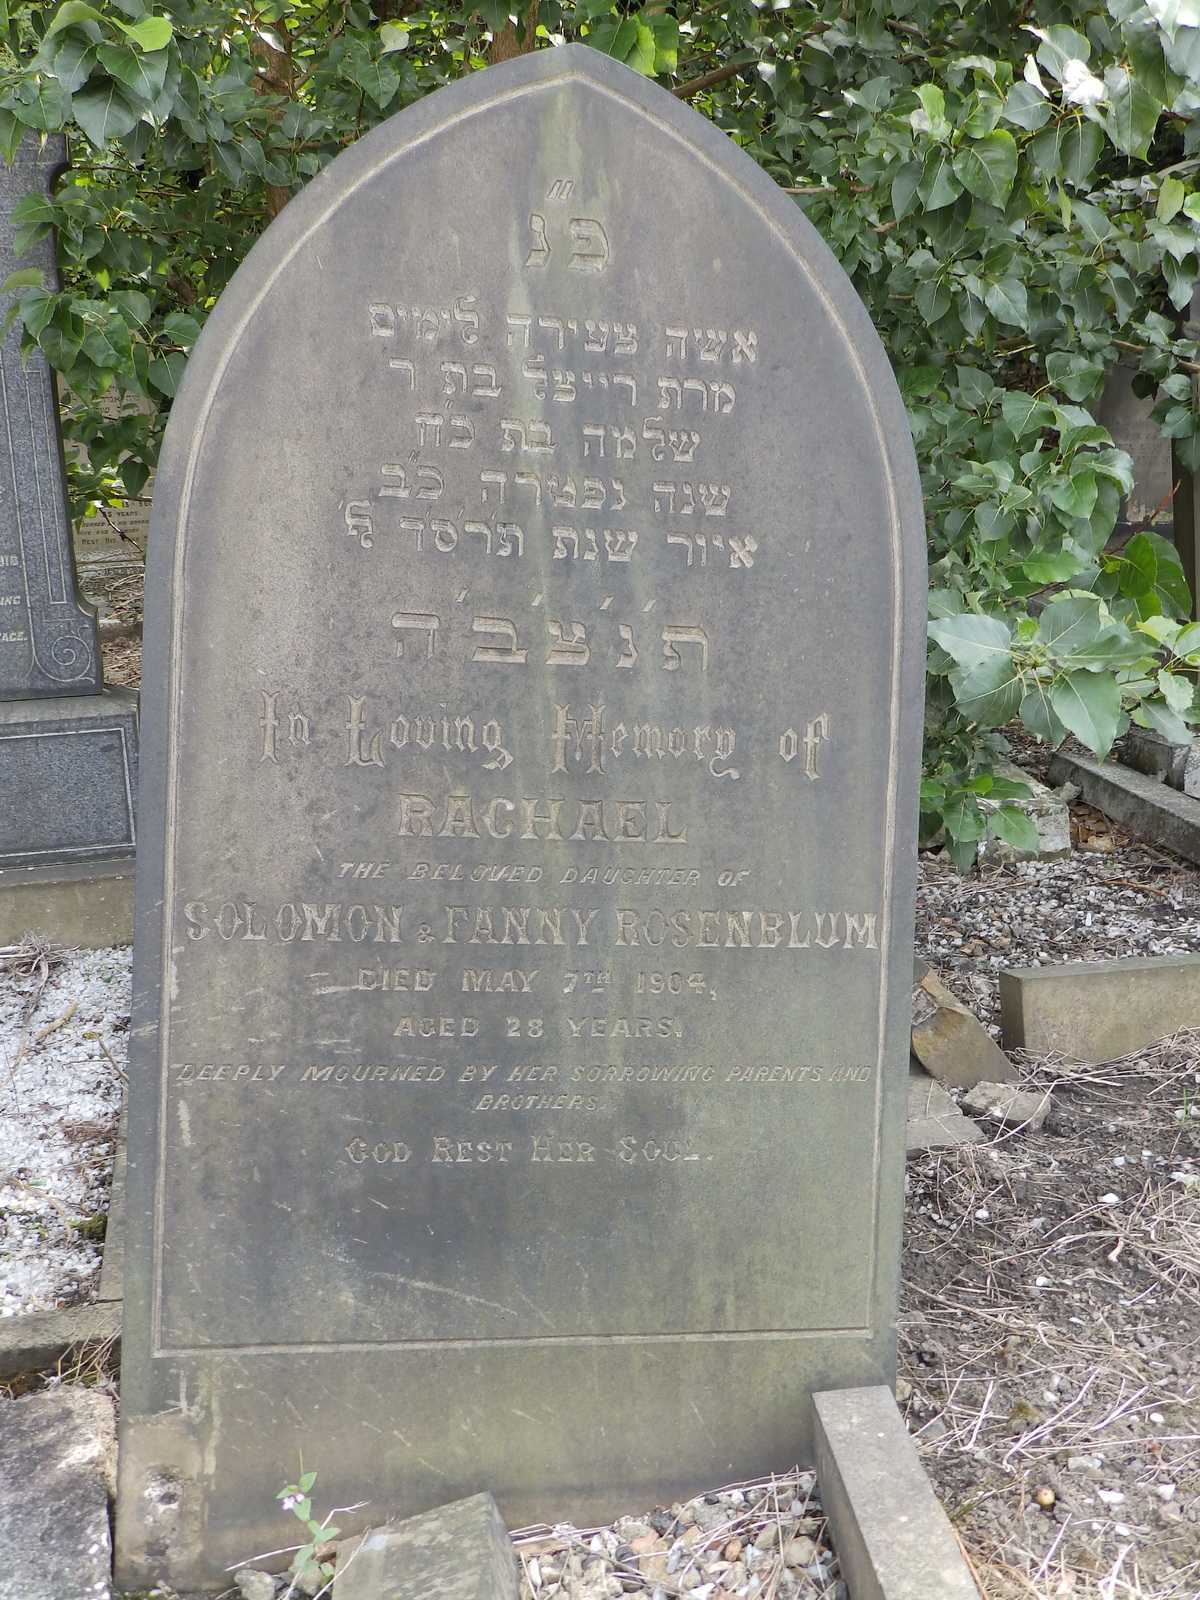 פ״נ
אשה צעירה לימים
מרת רייצל בת ר
שלמה בת כ׳ח
שנה נפטרה כ״ב
איור שנת ת׳ר׳ס׳ד ל׳
ת׳נ׳צ׳ב׳ה
In Loving Memory of
RACHAEL
THE BELOVED DAUGHTER OF
SOLOMON & FANNY ROSENBLUM
DIED MAY 7TH 1904,
AGED 28 YEARS.
DEEPLY MOURNED BY HER SORROWING PARENTS AND
BROTHERS.
GOD REST HER SOUL.